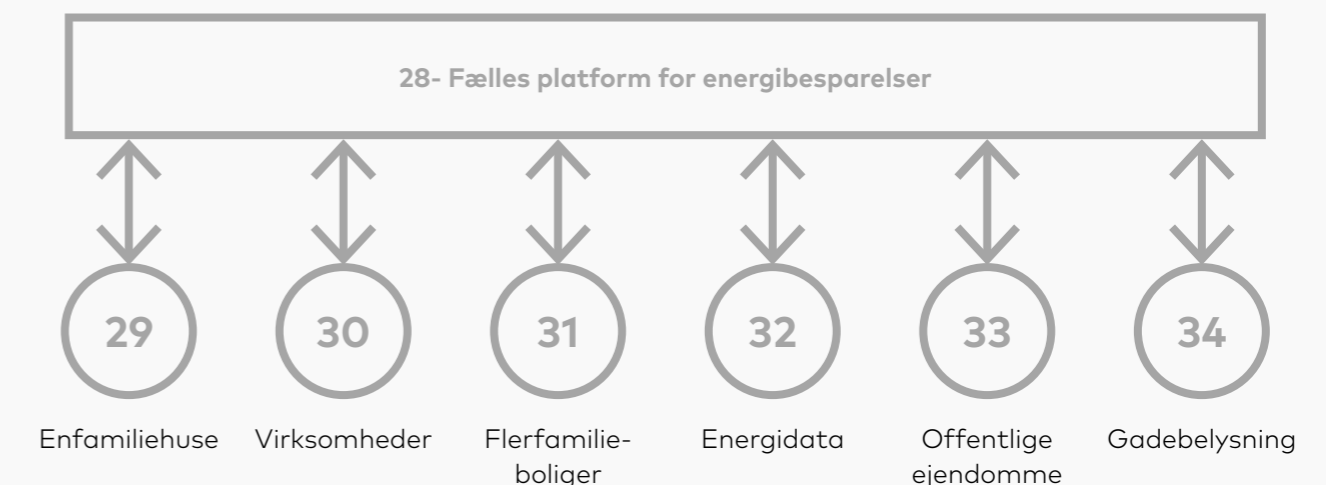 28- Fælles platform for energibesparelser
29
30
31
32
33
34
Enfamiliehuse
Virksomheder
Flerfamilie-
boliger
Energidata
Offentlige
ejendomme
Gadebelysning